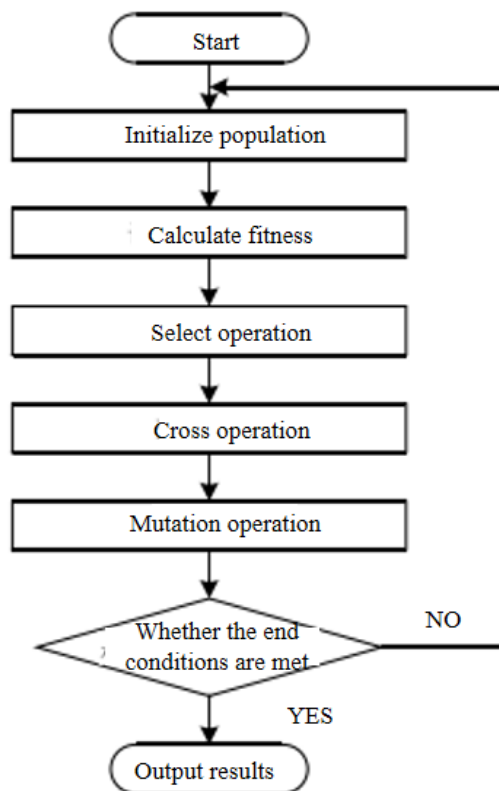 Start
Initialize population
Calculate fitness
Select operation
Cross operation
Mutation operation
Whether the end
conditions are met
NO
YES
Output results